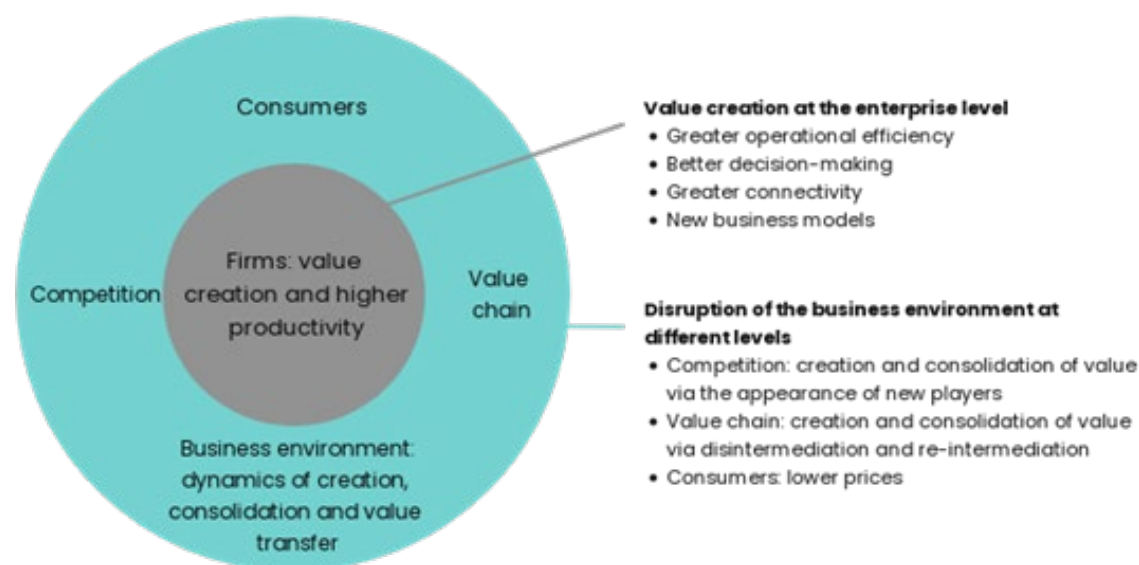 Consumers
Competition
Firms: value
creation and higher
productivity
Value
chain
Business environment:
dynamics of creation,
consolidation and value
transfer
Value creation at the enterprise level
• Greater operational efficiency
• Better decision-making
• Greater connectivity
• New business models
Disruption of the business environment at
different levels
• Competition: creation and consolidation of value
via the appearance of new players
• Value chain: creation and consolidation of value
via disintermediation and re-intermediation
• Consumers: lower prices